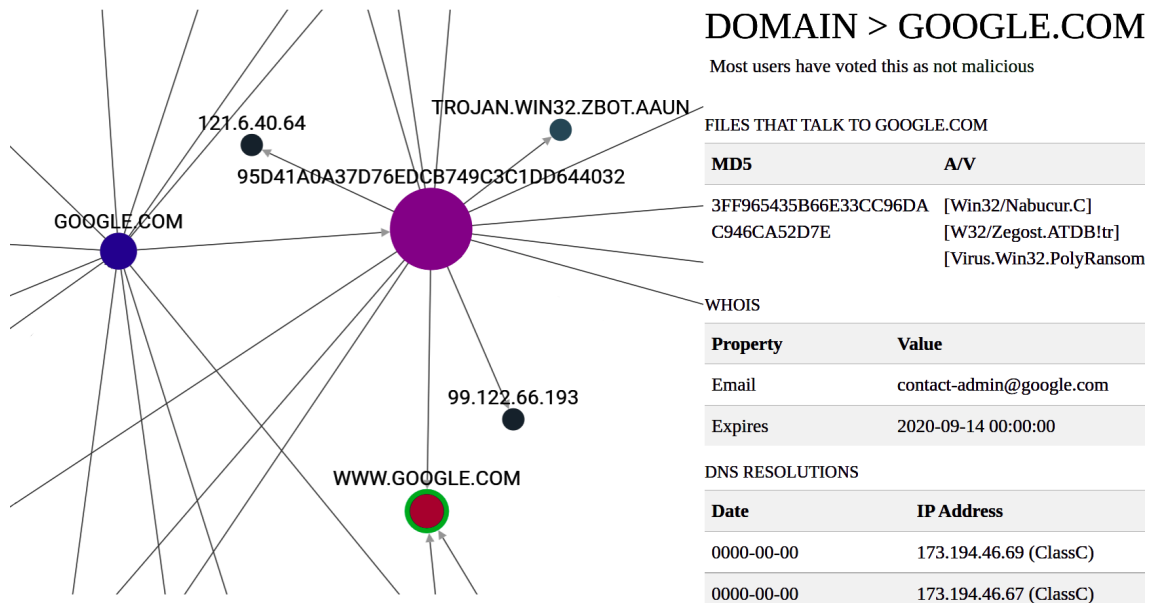 121.6.40.64
TROJAN.WIN32.ZBOT.AAUN
95D41A0A37D76EDCB749C3C1DD644032
GOOGLE.COM
99.122.66.193
WWW.GOOGLE.COM
DOMAIN > GOOGLE.COM
Most users have voted this as not malicious
FILES THAT TALK TO GOOGLE.COM
MD5 A/V
3FF965435B66E33CC96DA [Win32/Nabucur.C]
C946CA52D7E [W32/Zegost.ATDB!tr]
[Virus.Win32.PolyRansom
WHOIS
Property Value
Email contact-admin@google.com
Expires 2020-09-14 00:00:00
DNS RESOLUTIONS
Date IP Address
0000-00-00 173.194.46.69 (ClassC)
0000-00-00 173.194.46.67 (ClassC)